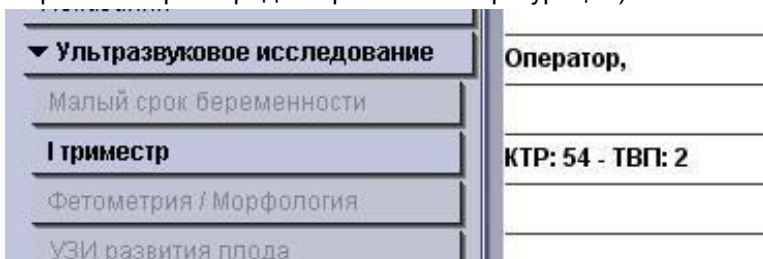 Ультразвуковое исследование
Оператор,
Малый срок беременности
I триместр
КТР: 54 - ТВП: 2
Фетометрия / Морфология
УЗИ развития плода